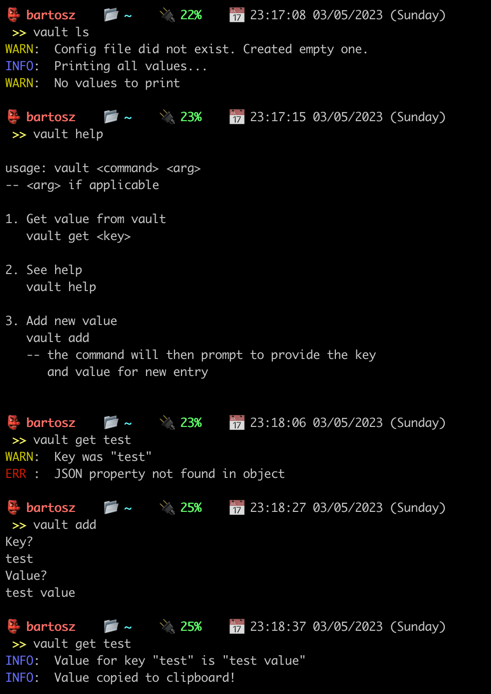 bartosz ~ 22% 23:17:08 03/05/2023 (Sunday)
>> vault ls
WARN: Config file did not exist. Created empty one.
INFO: Printing all values...
WARN: No values to print
bartosz ~ 23% 23:17:15 03/05/2023 (Sunday)
>> vault help
usage: vault <command> <arg>
-- <arg> if applicable
1. Get value from vault
vault get <key>
2. See help
vault help
3. Add new value
vault add
-- the command will then prompt to provide the key
and value for new entry
bartosz ~ 23% 23:18:06 03/05/2023 (Sunday)
>> vault get test
WARN: Key was "test"
ERR : JSON property not found in object
bartosz ~ 25% 23:18:27 03/05/2023 (Sunday)
>> vault add
Key?
test
Value?
test value
bartosz ~ 25% 23:18:37 03/05/2023 (Sunday)
>> vault get test
INFO: Value for key "test" is "test value"
INFO: Value copied to clipboard!